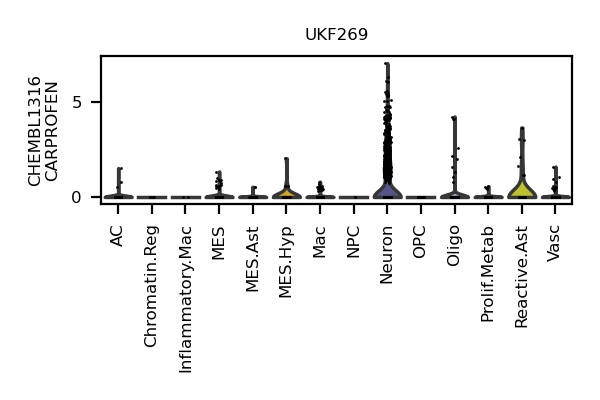 UKF269
CHEMBL1316
CARPROFEN
5
0
AC
Chromatin.Reg
Inflammatory.Mac
MES
MES.Ast
MES.Hyp
Mac
NPC
Neuron
OPC
Oligo
Prolif.Metab
Reactive.Ast
Vasc